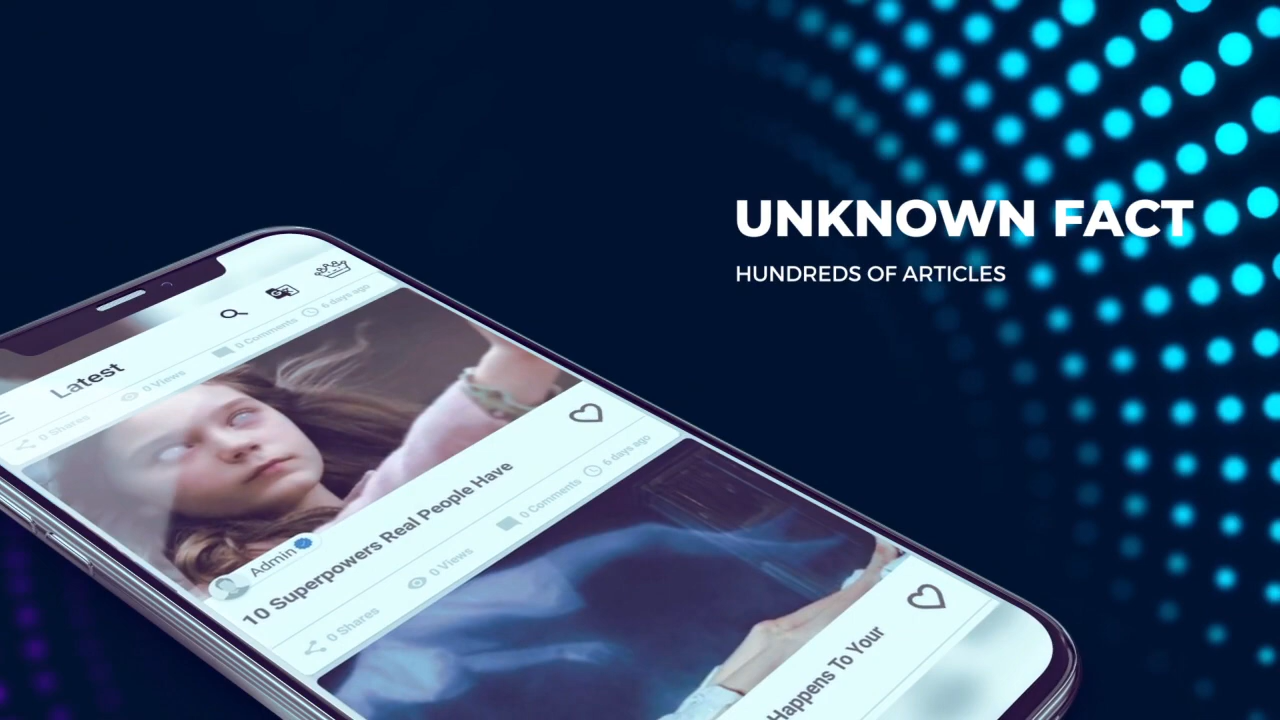 UNKNOWN FACT
HUNDREDS OF ARTICLES
Latest
0 Shares
0 Views
0 Comments
6 days ago
Admin
10 Superpowers Real People Have
0 Shares
0 Views
0 Comments
6 days ago
Happens To Your